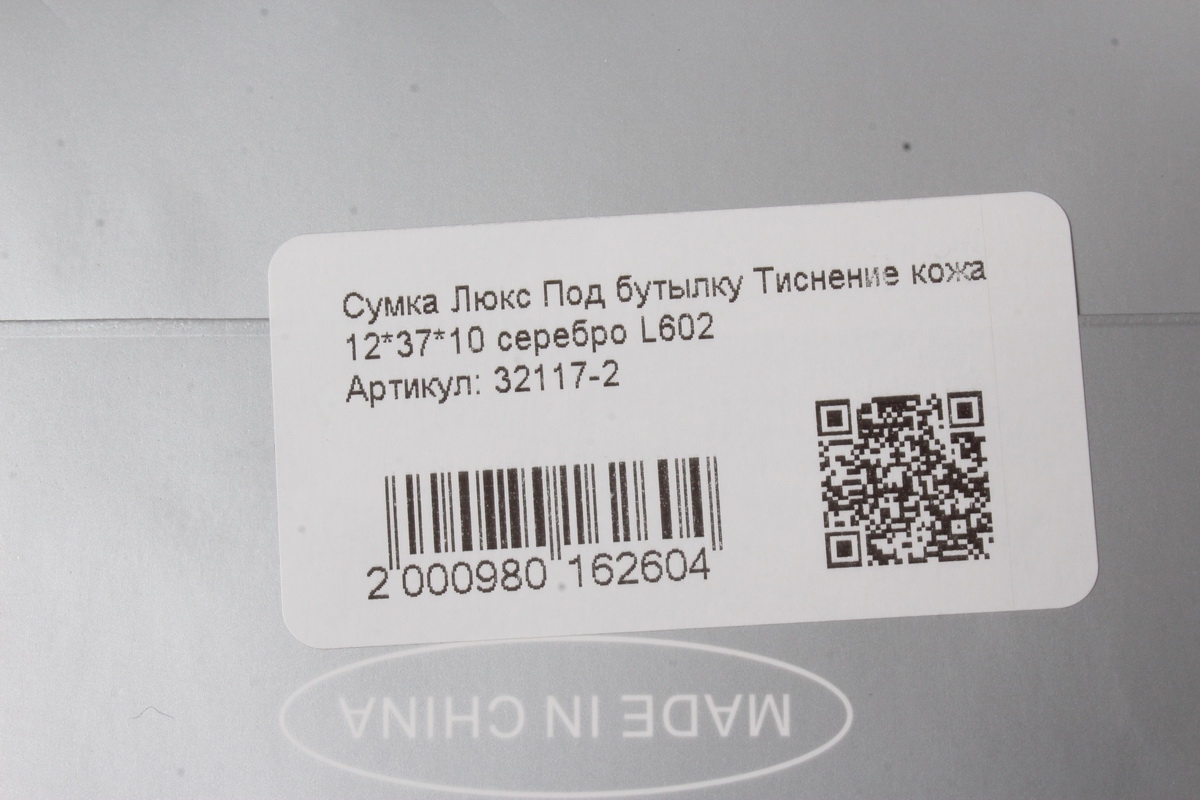 Сумка Люкс Под бутылку Тиснение кожа
12*37*10 серебро L602
Артикул: 32117-2
2 000980 162604
MADE IN CHINA